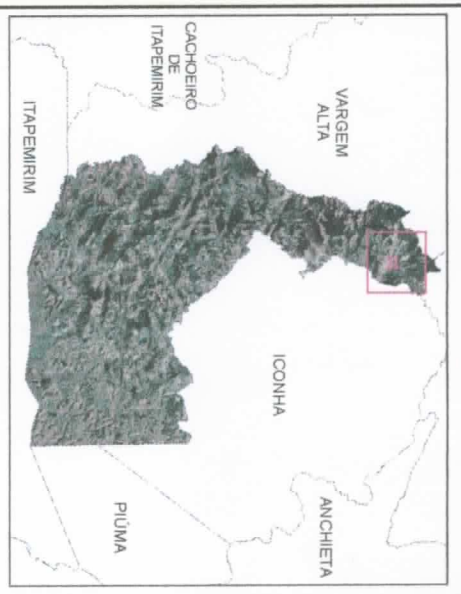 CACHOEIRO
DE
ITAPEMIRIM
VARGEM
ALTA
ITAPEMIRIM
ICONHA
ANCHIETA
PIÚMA